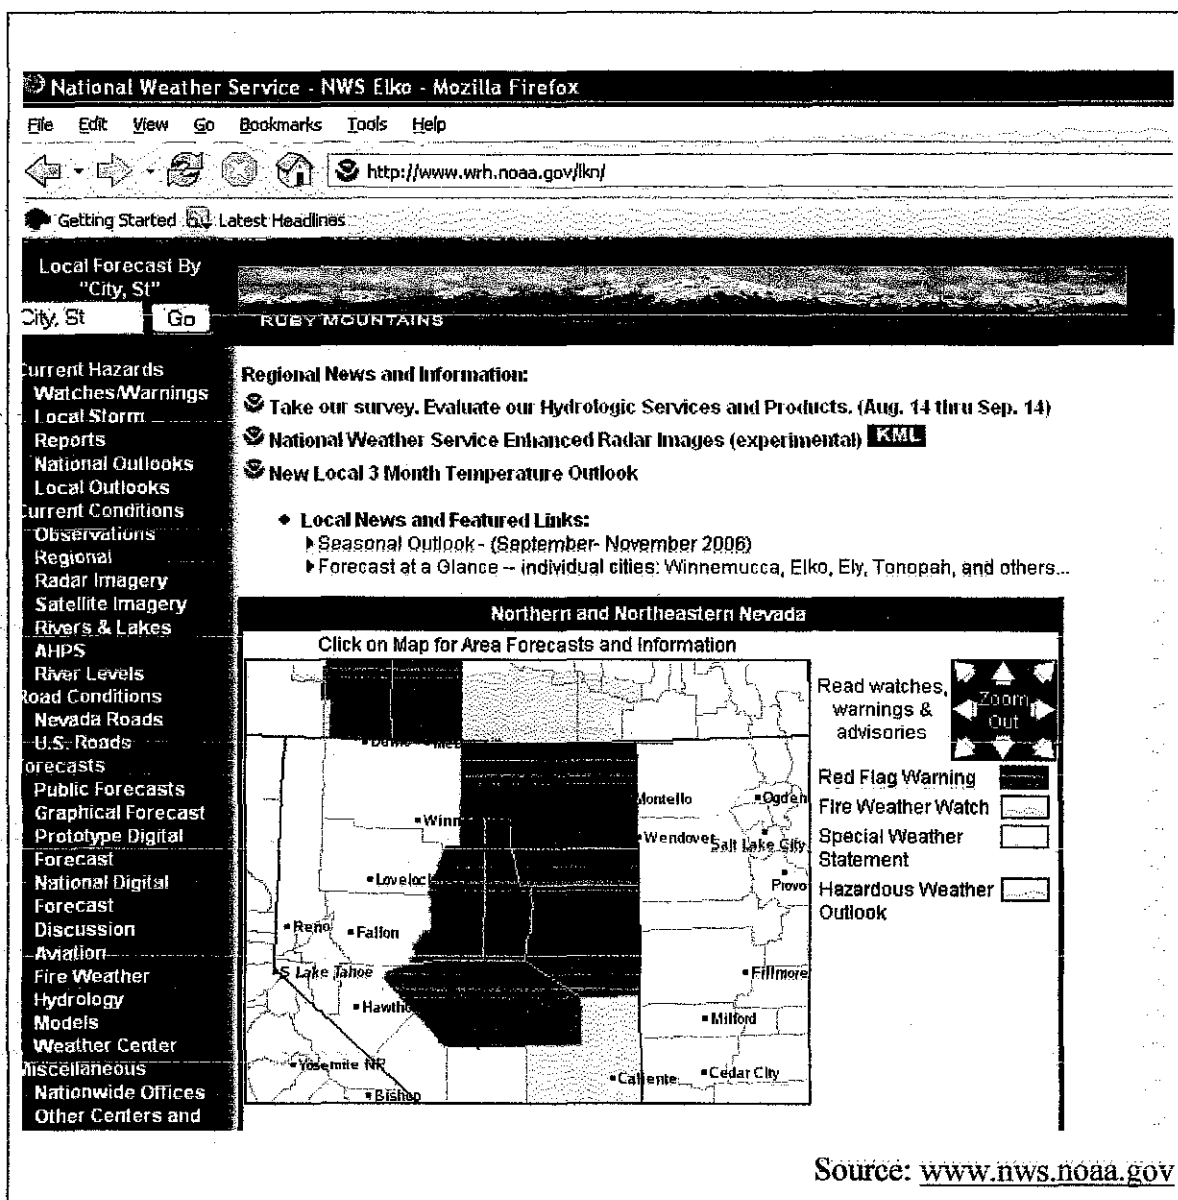 National Weather Service - NWS Elko - Mozilla Firefox
File Edit View Go Bookmarks Tools Help
http://www.wrh.noaa.gov/lkn/
Getting Started Latest Headlines
Local Forecast By
"City, St"
City, St Go
RUBY MOUNTAINS
Current Hazards
Watches/Warnings
Local Storm
Reports
National Outlooks
Local Outlooks
Current Conditions
Observations
Regional
Radar Imagery
Satellite Imagery
Rivers & Lakes
AHPS
River Levels
Road Conditions
Nevada Roads
U.S. Roads
Forecasts
Public Forecasts
Graphical Forecast
Prototype Digital
Forecast
National Digital
Forecast
Discussion
Aviation
Fire Weather
Hydrology
Models
Weather Center
Miscellaneous
Nationwide Offices
Other Centers and
Regional News and Information:
Take our survey. Evaluate our Hydrologic Services and Products. (Aug. 14 thru Sep. 14)
National Weather Service Enhanced Radar Images (experimental) KML
New Local 3 Month Temperature Outlook
Local News and Featured Links:
Seasonal Outlook - (September- November 2006)
Forecast at a Glance -- individual cities: Winnemucca, Elko, Ely, Tonopah, and others...
Northern and Northeastern Nevada
Click on Map for Area Forecasts and Information
Montello
Ogden
Winn
Wendover
Salt Lake City
Lovelock
Provo
Reno
Fallon
S Lake Tahoe
Fillmore
Hawtho
Milford
Yosemite NP
Caliente
Cedar City
Bishop
Read watches,
warnings &
advisories
Zoom
Out
Red Flag Warning
Fire Weather Watch
Special Weather
Statement
Hazardous Weather
Outlook
Source: www.nws.noaa.gov